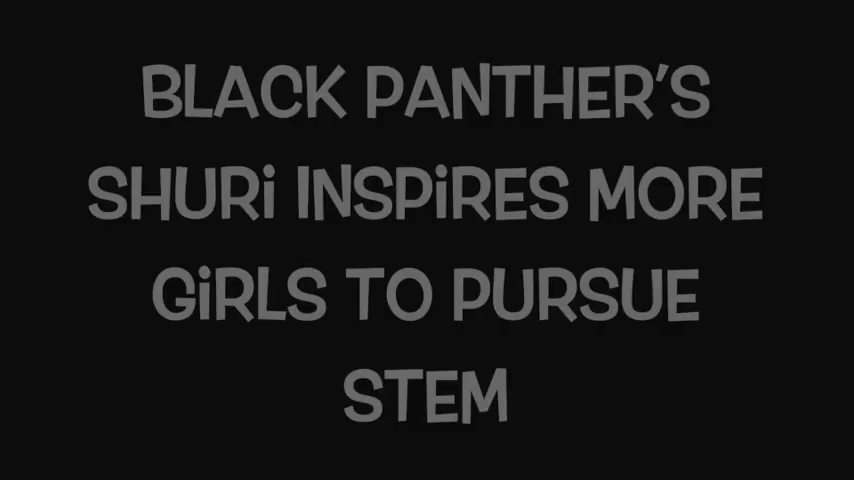 BLACK PANTHER'S
SHURi INSPiRES MORE
GiRLS TO PURSUE
STEM